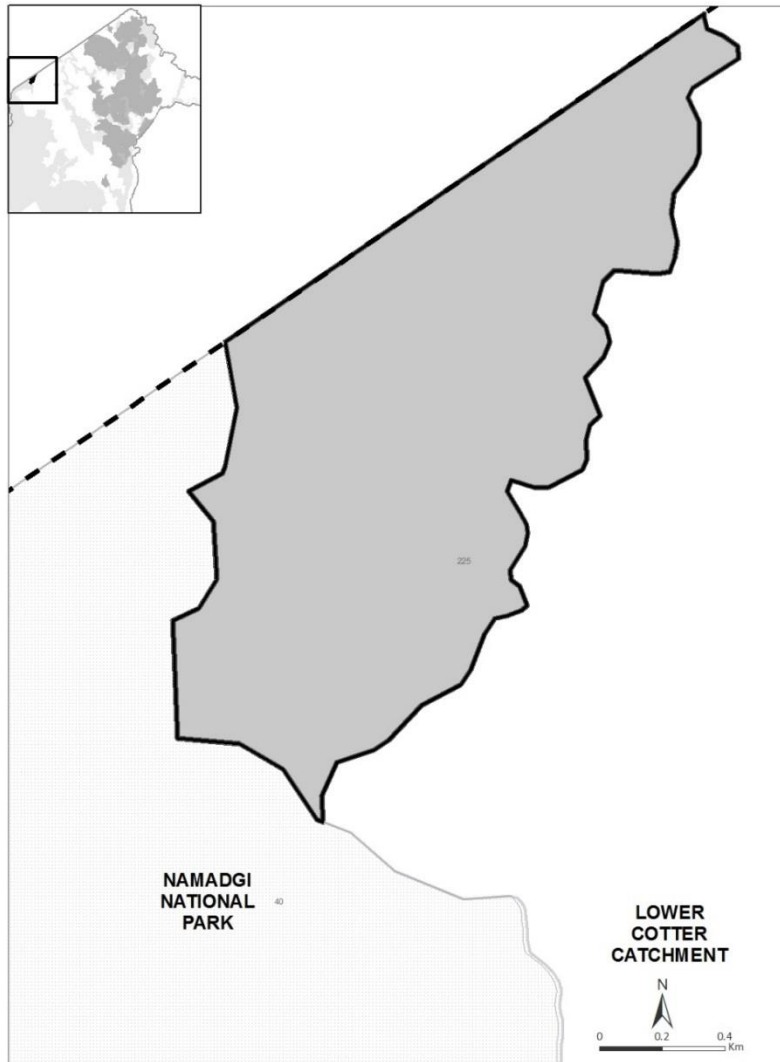 225
NAMADGI
NATIONAL
PARK
40
LOWER
COTTER
CATCHMENT
N
0 0.2 0.4
Km